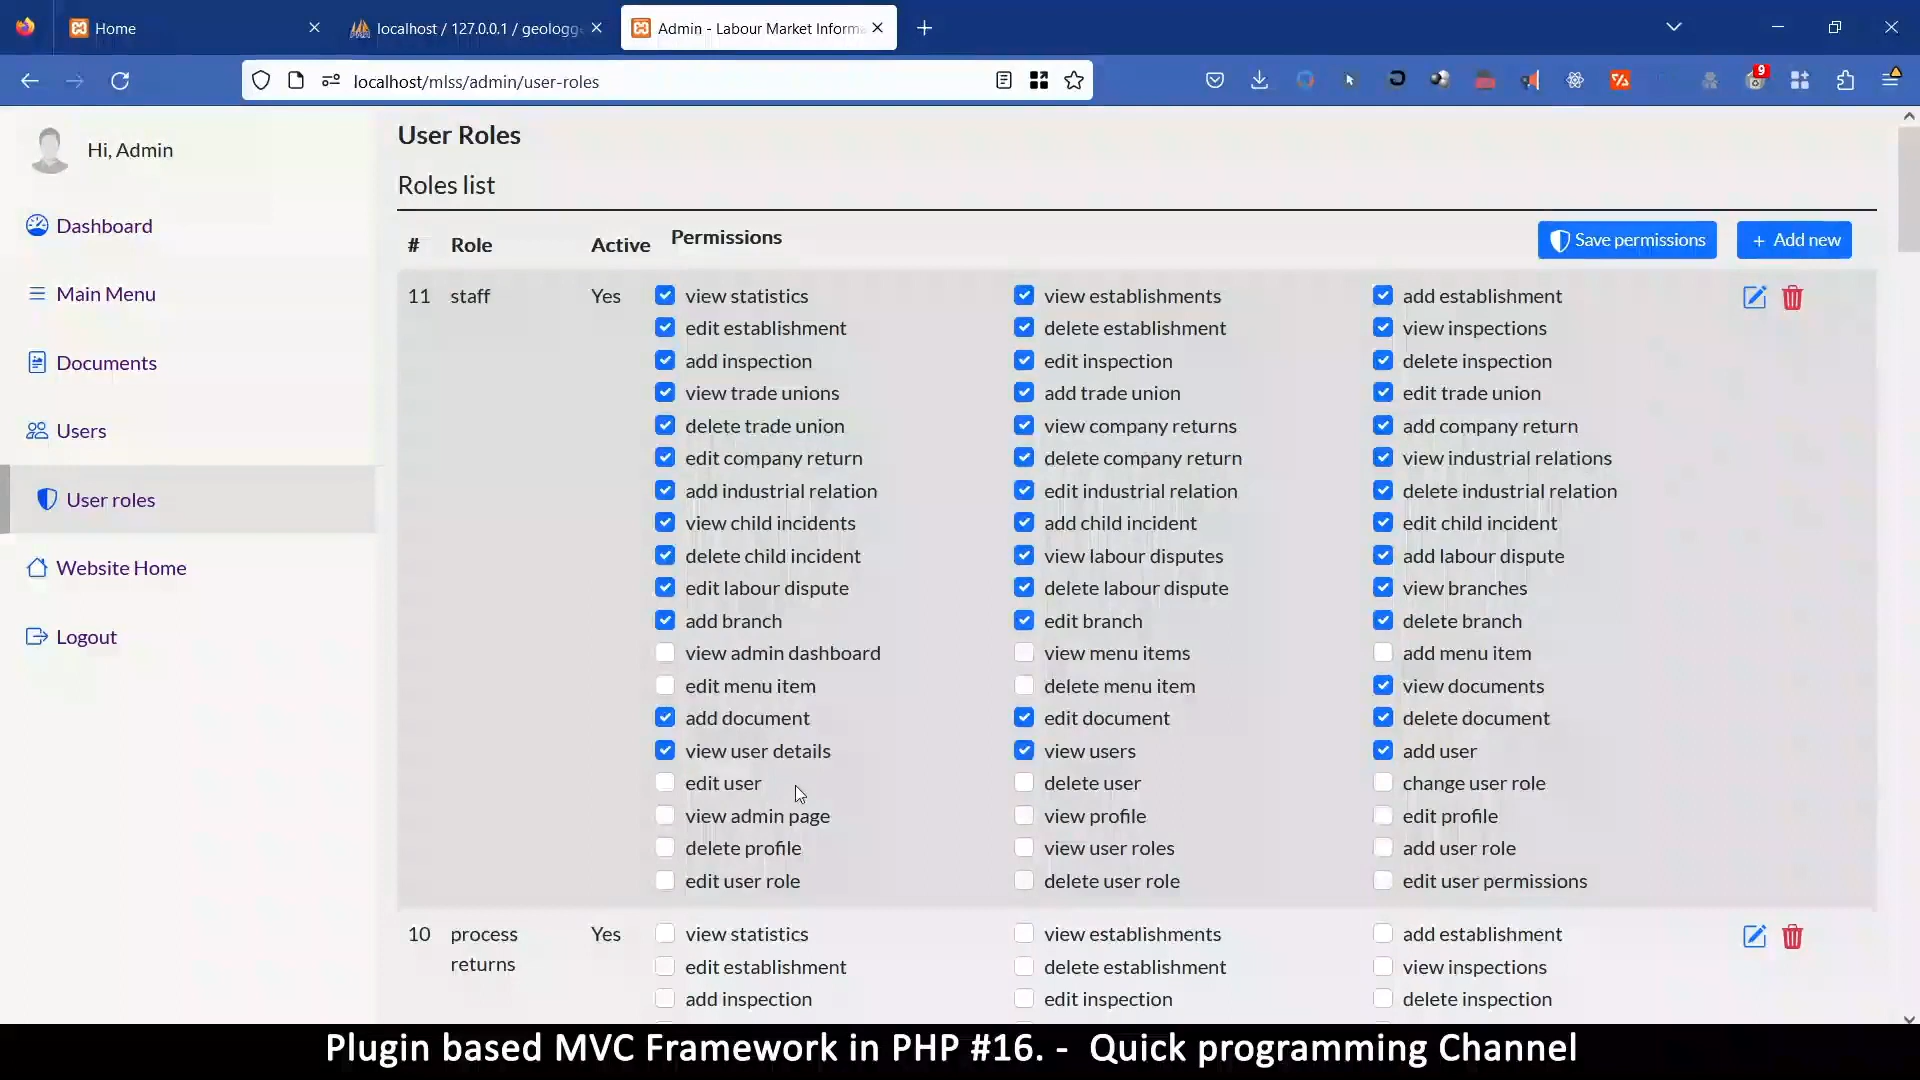 Home
localhost / 127.0.0.1 / geologge
Admin - Labour Market Informa
localhost/mlss/admin/user-roles
9
Hi, Admin
Dashboard
Main Menu
Documents
Users
User roles
Website Home
Logout
User Roles
Roles list
# Role Active Permissions Save permissions + Add new
11 staff Yes view statistics view establishments add establishment
edit establishment delete establishment view inspections
add inspection edit inspection delete inspection
view trade unions add trade union edit trade union
delete trade union view company returns add company return
edit company return delete company return view industrial relations
add industrial relation edit industrial relation delete industrial relation
view child incidents add child incident edit child incident
delete child incident view labour disputes add labour dispute
edit labour dispute delete labour dispute view branches
add branch edit branch delete branch
view admin dashboard view menu items add menu item
edit menu item delete menu item view documents
add document edit document delete document
view user details view users add user
edit user delete user change user role
view admin page view profile edit profile
delete profile view user roles add user role
edit user role delete user role edit user permissions
10 process Yes view statistics view establishments add establishment
returns edit establishment delete establishment view inspections
add inspection edit inspection delete inspection
Plugin based MVC Framework in PHP #16. - Quick programming Channel